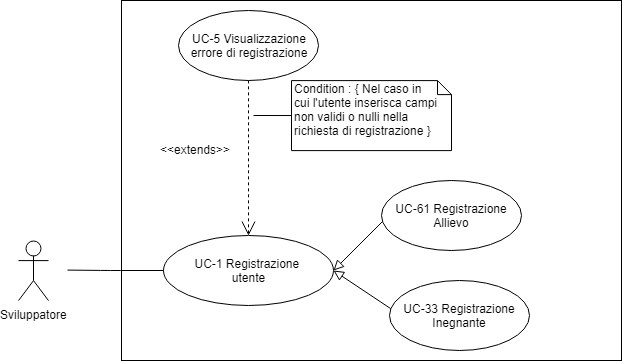 UC-5 Visualizzazione
errore di registrazione
Condition : { Nel caso in
cui l'utente inserisca campi
non validi o nulli nella
richiesta di registrazione }
<<extends>>
UC-61 Registrazione
Allievo
UC-1 Registrazione
utente
UC-33 Registrazione
Inegnante
Sviluppatore